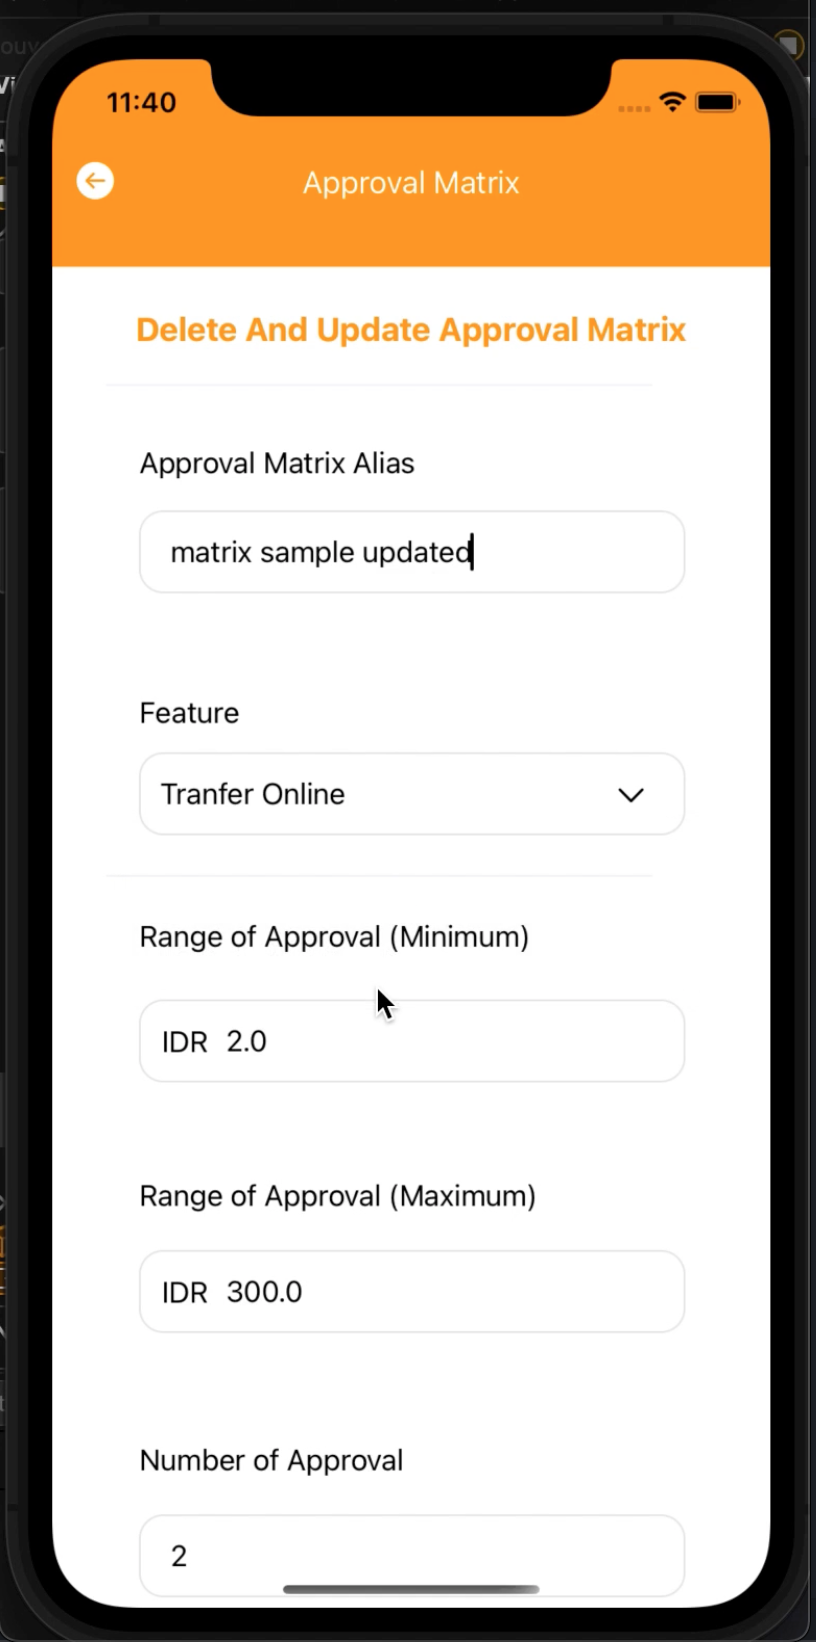 11:40
Approval Matrix
Delete And Update Approval Matrix
Approval Matrix Alias
matrix sample updated
Feature
Tranfer Online
Range of Approval (Minimum)
IDR 2.0
Range of Approval (Maximum)
IDR 300.0
Number of Approval
2